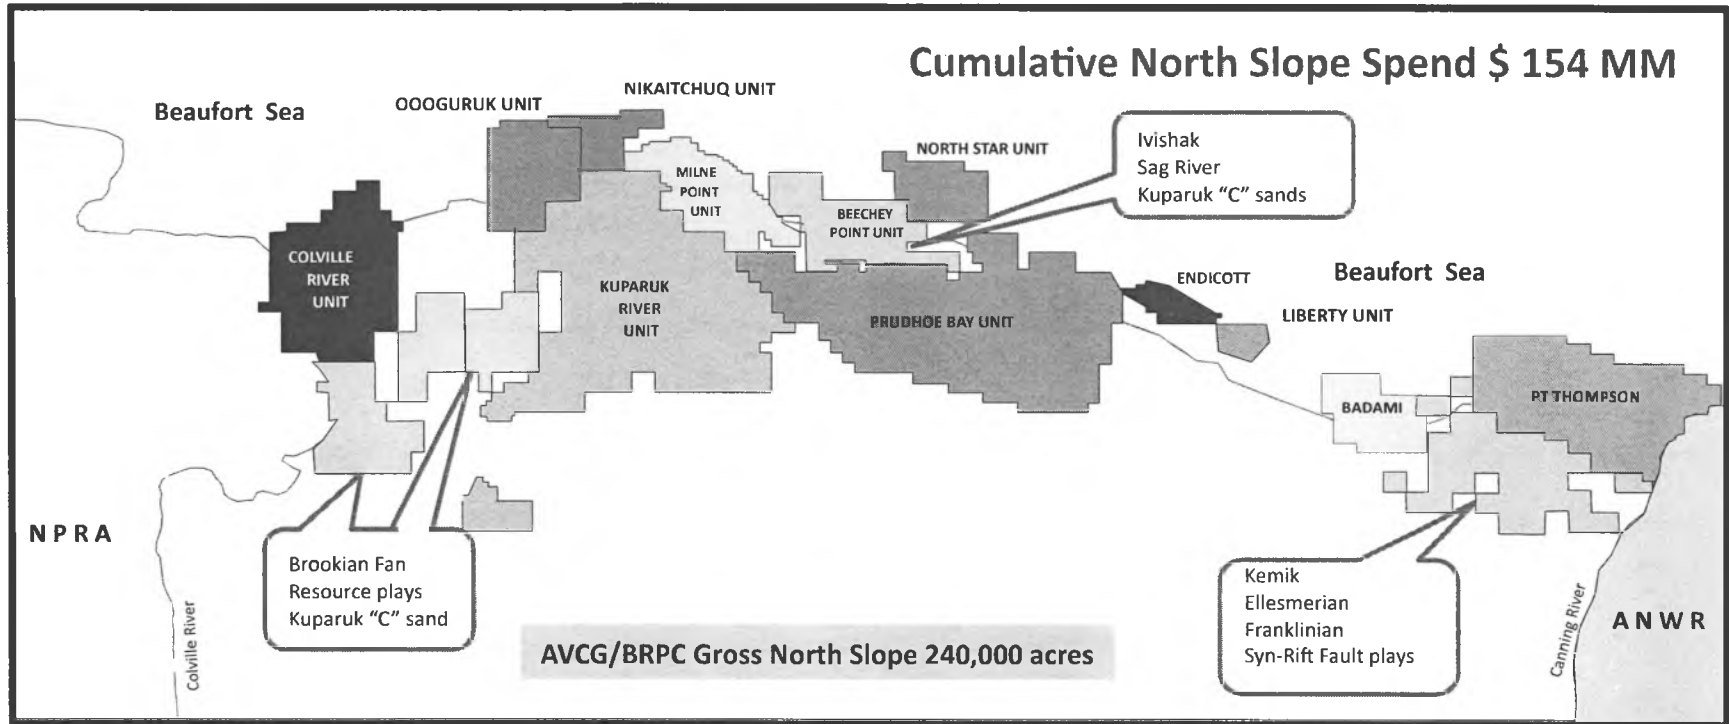 Cumulative North Slope Spend $ 154 MM
Beaufort Sea
OOOGURUK UNIT
NIKAITCHUQ UNIT
NORTH STAR UNIT
Ivishak
Sag River
Kuparuk “C” sands
MILNE
POINT
UNIT
BEECHEY
POINT UNIT
COLVILLE
RIVER
UNIT
KUPARUK
RIVER
UNIT
PRUDHOE BAY UNIT
ENDICOTT
Beaufort Sea
LIBERTY UNIT
BADAMI
PT THOMPSON
NPRA
Colville River
Brookian Fan
Resource plays
Kuparuk “C” sand
AVCG/BRPC Gross North Slope 240,000 acres
Kemik
Ellesmerian
Franklinian
Syn-Rift Fault plays
Canning River
ANWR